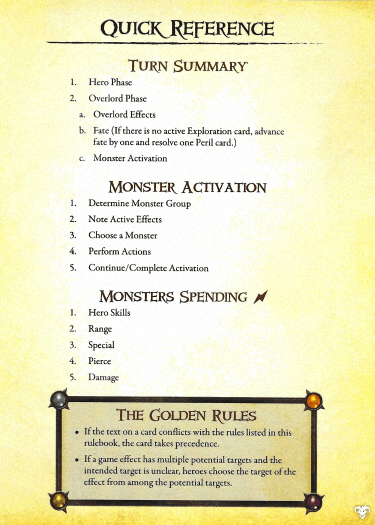 Quick Reference
Turn Summary
1. Hero Phase
2. Overlord Phase
a. Overlord Effects
b. Fate (If there is no active Exploration card, advance
fate by one and resolve one Peril card.)
c. Monster Activation
Monster Activation
1. Determine Monster Group
2. Note Active Effects
3. Choose a Monster
4. Perform Actions
5. Continue/Complete Activation
Monsters Spending
1. Hero Skills
2. Range
3. Special
4. Pierce
5. Damage
The Golden Rules
• If the text on a card conflicts with the rules listed in this
rulebook, the card takes precedence.
• If a game effect has multiple potential targets and the
intended target is unclear, heroes choose the target of the
effect from among the potential targets.